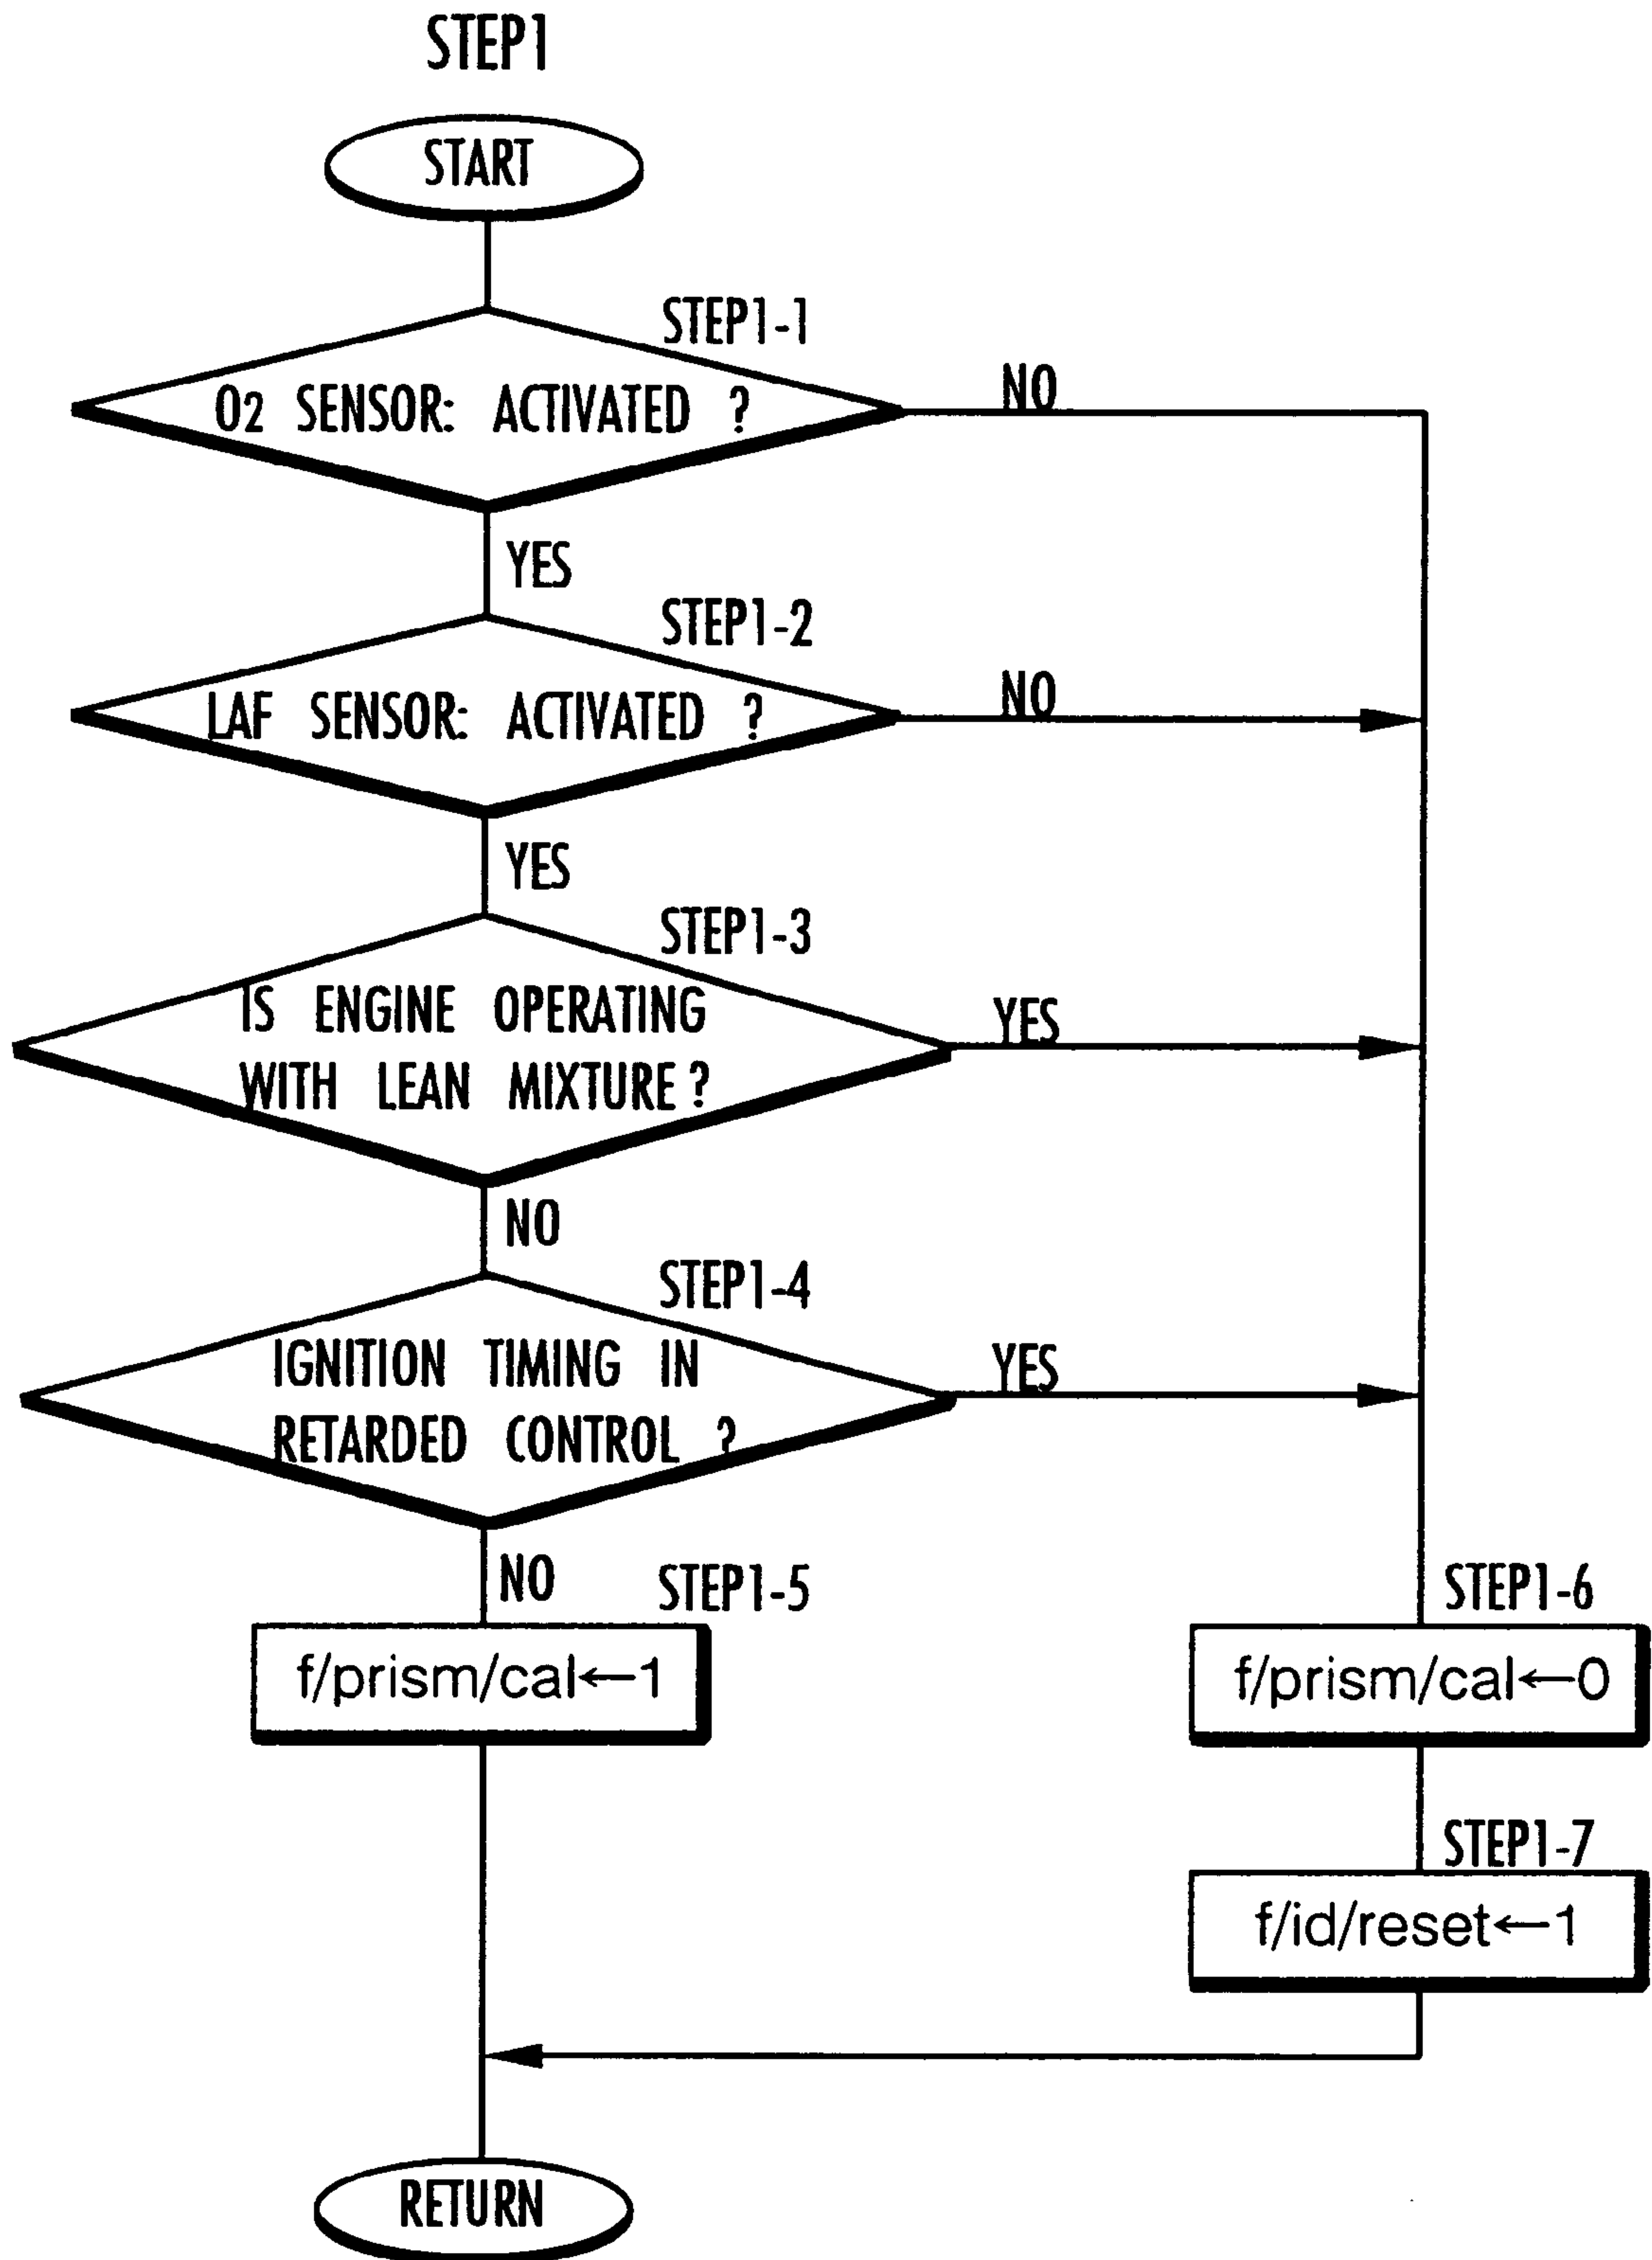 STEP1
START
STEP1-1
O2 SENSOR: ACTIVATED ?
NO
YES
STEP1-2
LAF SENSOR: ACTIVATED ?
NO
YES
STEP1-3
IS ENGINE OPERATING
WITH LEAN MIXTURE ?
YES
NO
STEP1-4
IGNITION TIMING IN
RETARDED CONTROL ?
YES
NO
STEP1-5
f/prism/cal←1
STEP1-6
f/prism/cal←0
STEP1-7
f/id/reset←1
RETURN